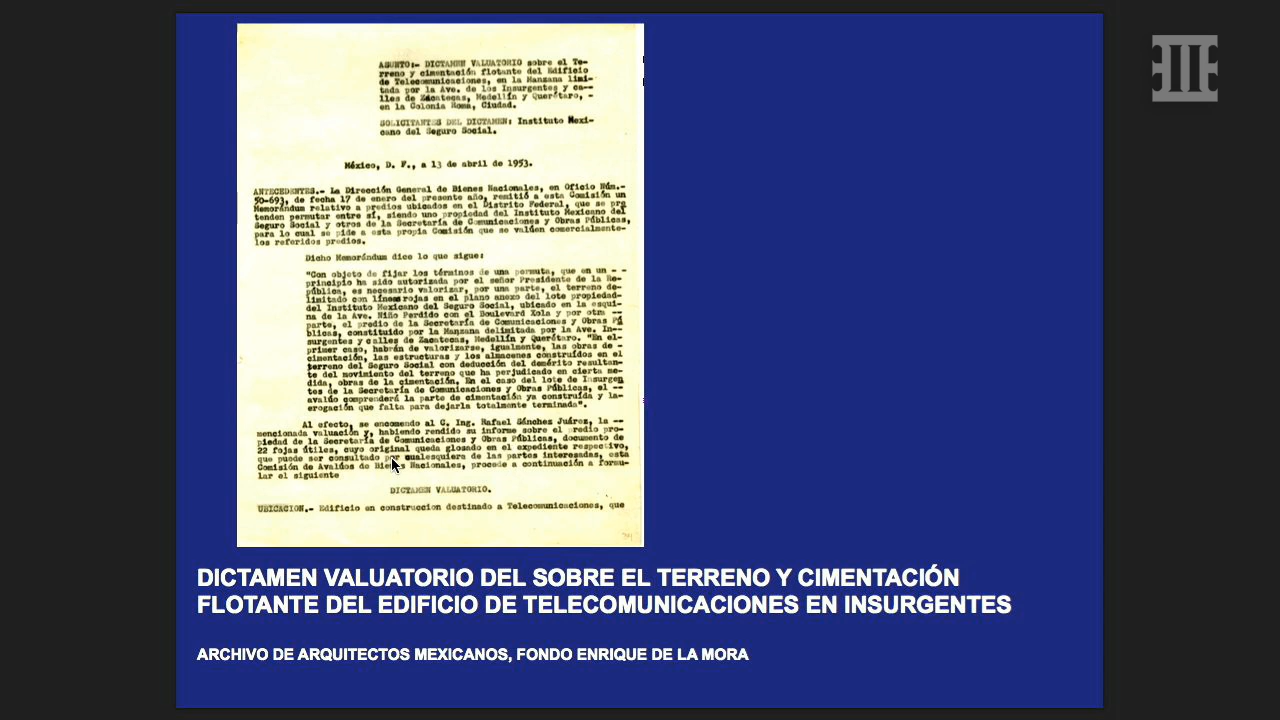 ASUNTO:- DICTAMEN VALUATORIO sobre el Te-
rreno y cimentación flotante del Edificio
de Telecomunicaciones, en la Manzana limi-
tada por la Ave. de los Insurgentes y ca--
lles de Zacatecas, Medellín y Querétaro, -
en la Colonia Roma, Ciudad.
SOLICITANTES DEL DICTAMEN: Instituto Mexi-
cano del Seguro Social.
México, D. F., a 13 de abril de 1953.
ANTECEDENTES.- La Dirección General de Bienes Nacionales, en Oficio Núm.-
50-693, de fecha 17 de enero del presente año, remitió a esta Comisión un
Memorándum relativo a predios ubicados en el Distrito Federal, que se pre
tenden permutar entre sí, siendo uno propiedad del Instituto Mexicano del
Seguro Social y otros de la Secretaría de Comunicaciones y Obras Públicas,
para lo cual se pide a esta propia Comisión que se valúen comercialmente-
los referidos predios.
Dicho Memorándum dice lo que sigue:
"Con objeto de fijar los términos de una permuta, que en un - -
principio ha sido autorizada por el señor Presidente de la Re-
pública, es necesario valorizar, por una parte, el terreno de-
limitado con líneas rojas en el plano anexo del lote propiedad-
del Instituto Mexicano del Seguro Social, ubicado en la esqui-
na de la Ave. Niño Perdido con el Boulevard Xola y por otra --
parte, el predio de la Secretaría de Comunicaciones y Obras Pú
blicas, constituido por la Manzana delimitada por la Ave. In--
surgentes y calles de Zacatecas, Medellín y Querétaro. "En el-
primer caso, habrán de valorizarse, igualmente, las obras de -
cimentación, las estructuras y los almacenes construídos en el
terreno del Seguro Social con deducción del demérito resultan-
te del movimiento del terreno que ha perjudicado en cierta me-
dida, obras de la cimentación. En el caso del lote de Insurgen
tes de la Secretaría de Comunicaciones y Obras Públicas, el --
avalúo comprenderá la parte de cimentación ya construída y la-
erogación que falta para dejarla totalmente terminada".
Al efecto, se encomendo al C. Ing. Rafael Sánchez Juárez, la --
mencionada valuación y, habiendo rendido su informe sobre el predio pro-
piedad de la Secretaría de Comunicaciones y Obras Públicas, documento de
22 fojas útiles, cuyo original queda glosado en el expediente respectivo,
que puede ser consultado por cualesquiera de las partes interesadas, esta
Comisión de Avalúos de Bienes Nacionales, procede a continuación a formu-
lar el siguiente
DICTAMEN VALUATORIO.
UBICACION.- Edificio en construccion destinado a Telecomunicaciones, que
DICTAMEN VALUATORIO DEL SOBRE EL TERRENO Y CIMENTACIÓN
FLOTANTE DEL EDIFICIO DE TELECOMUNICACIONES EN INSURGENTES
ARCHIVO DE ARQUITECTOS MEXICANOS, FONDO ENRIQUE DE LA MORA